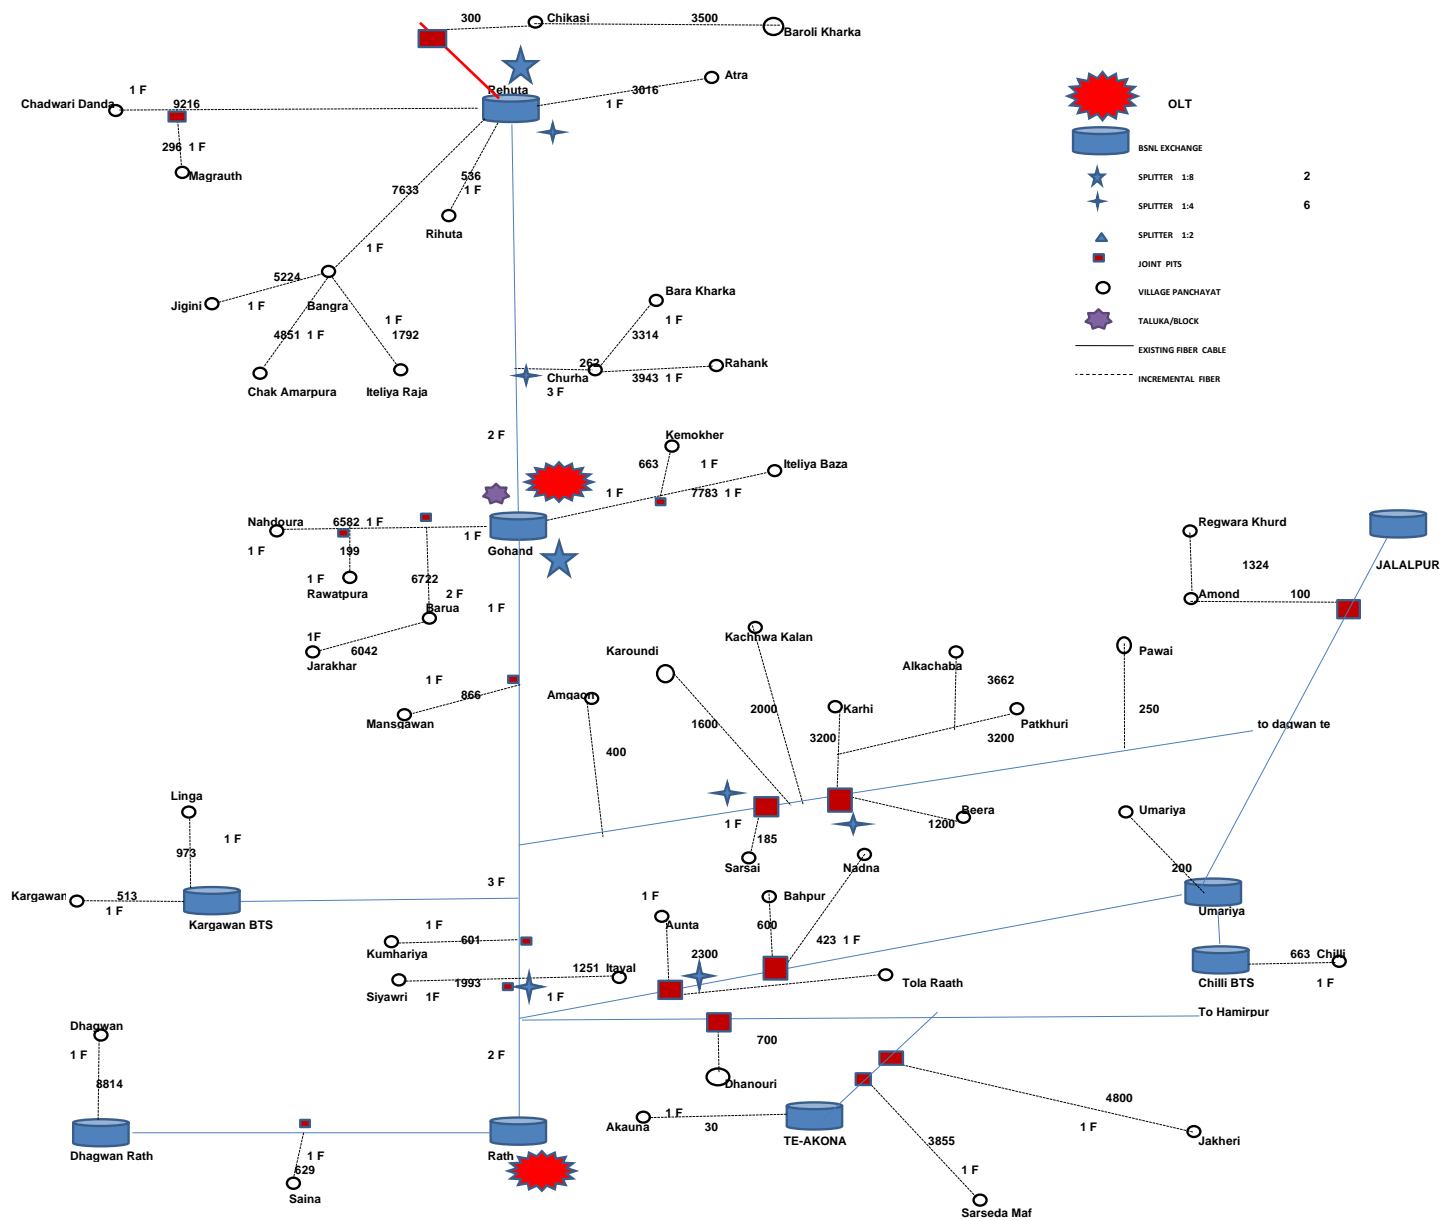 300
Chikasi
3500
Baroli Kharka
Rehuta
3016
Atra
1 F
1 F
9216
Chadwari Danda
296 1 F
Magrauth
7633
536
1 F
Rihuta
1 F
5224
Jigini
1 F
Bangra
4851 1 F
1 F
1792
Chak Amarpura
Iteliya Raja
Bara Kharka
1 F
3314
262
Rahank
Churha
3943 1 F
3 F
OLT
BSNL EXCHANGE
SPLITTER 1:8
2
SPLITTER 1:4
6
SPLITTER 1:2
JOINT PITS
VILLAGE PANCHAYAT
TALUKA/BLOCK
EXISTING FIBER CABLE
INCREMENTAL FIBER
2 F
Kemokher
663
1 F
Iteliya Baza
1 F
7783 1 F
Nahdoura
6582 1 F
1 F
1 F
199
Gohand
1 F
Rawatpura
6722
2 F
Barua
1 F
1F
Jarakhar
6042
1 F
866
Mansgawan
Regwara Khurd
JALALPUR
1324
Amond
100
Kachhwa Kalan
Karoundi
Alkachaba
Pawai
3662
Amgaon
1600
2000
Karhi
Patkhuri
250
3200
3200
to dagwan te
400
Linga
1 F
973
Beera
Umariya
1 F
185
1200
Sarsai
Nadna
200
3 F
Kargawan
513
1 F
Kargawan BTS
Umariya
1 F
Bahpur
Aunta
600
1 F
601
Kumhariya
423 1 F
2300
1251
Itayal
Siyawri
1993
1F
1 F
Tola Raath
663
Chilli
Chilli BTS
1 F
To Hamirpur
Dhagwan
1 F
2 F
700
8814
Dhanouri
1 F
Akauna
30
TE-AKONA
4800
1 F
Jakheri
3855
1 F
Sarseda Maf
Dhagwan Rath
1 F
629
Saina
Rath